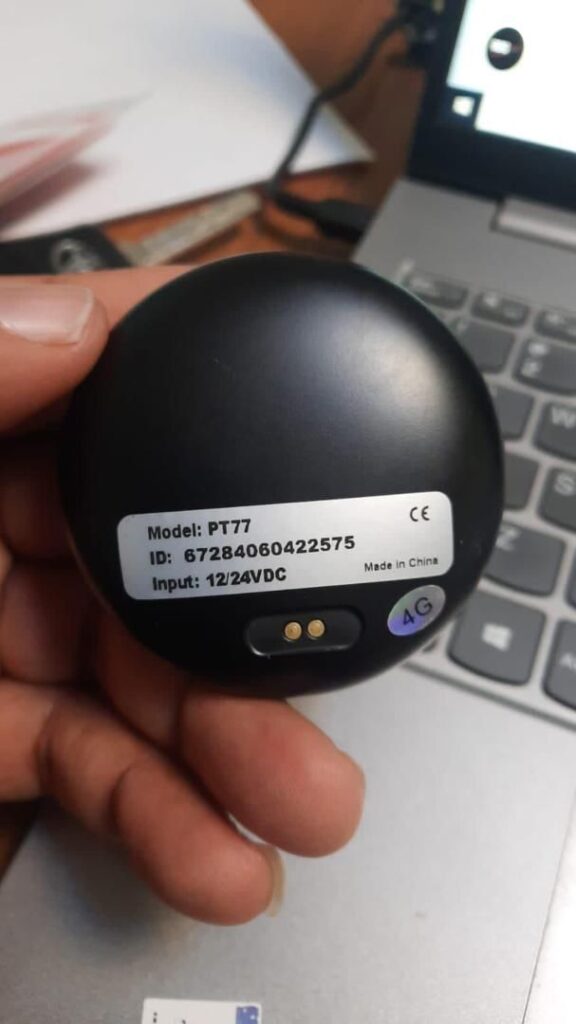 Model: PT77
CE
ID: 67284060422575
Input: 12/24VDC
Made in China
4G
W
S
Z